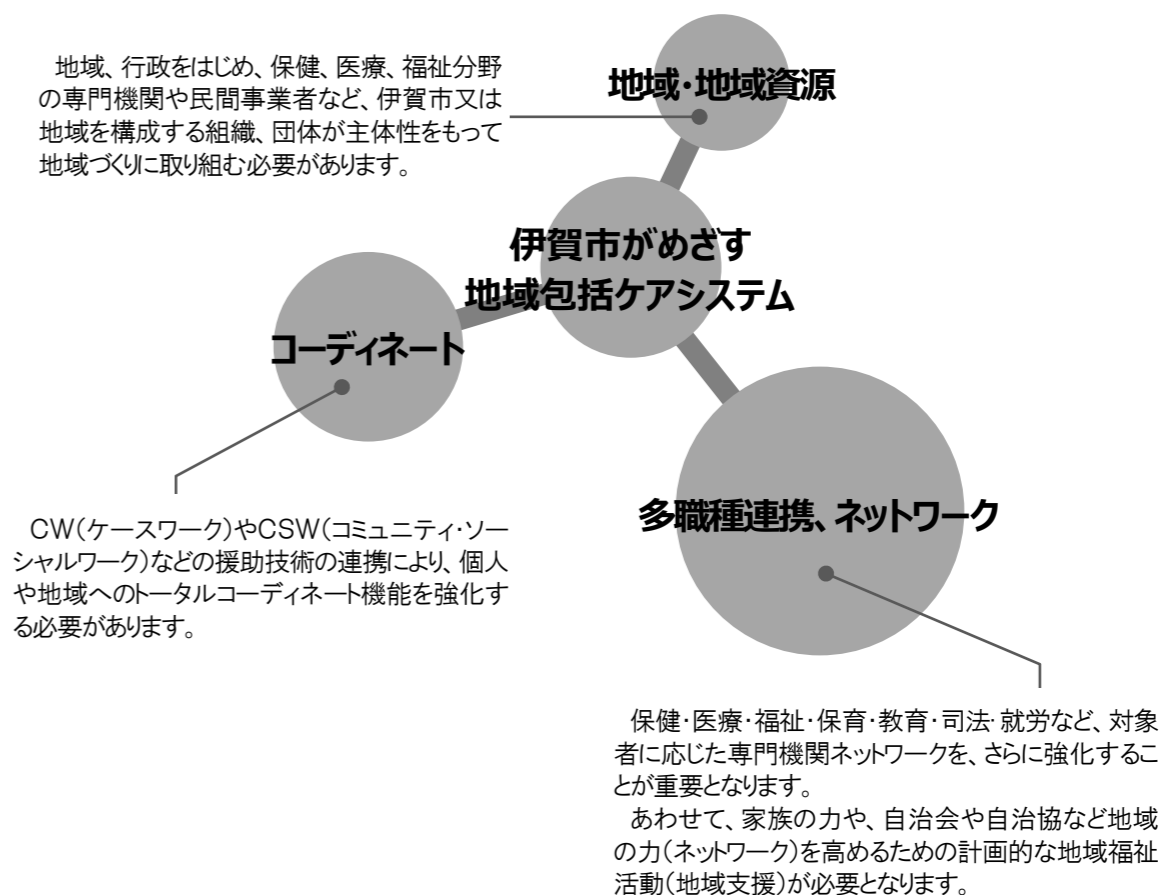 地域、行政をはじめ、保健、医療、福祉分野
の専門機関や民間事業者など、伊賀市又は
地域を構成する組織、団体が主体性をもって
地域づくりに取り組む必要があります。
地域・地域資源
伊賀市がめざす
地域包括ケアシステム
コーディネート
多職種連携、ネットワーク
CW(ケースワーク)やCSW(コミュニティ・ソー
シャルワーク)などの援助技術の連携により、個人
や地域へのトータルコーディネート機能を強化す
る必要があります。
保健・医療・福祉・保育・教育・司法・就労など、対象
者に応じた専門機関ネットワークを、さらに強化するこ
とが重要となります。
あわせて、家族の力や、自治会や自治協など地域
の力(ネットワーク)を高めるための計画的な地域福祉
活動(地域支援)が必要となります。